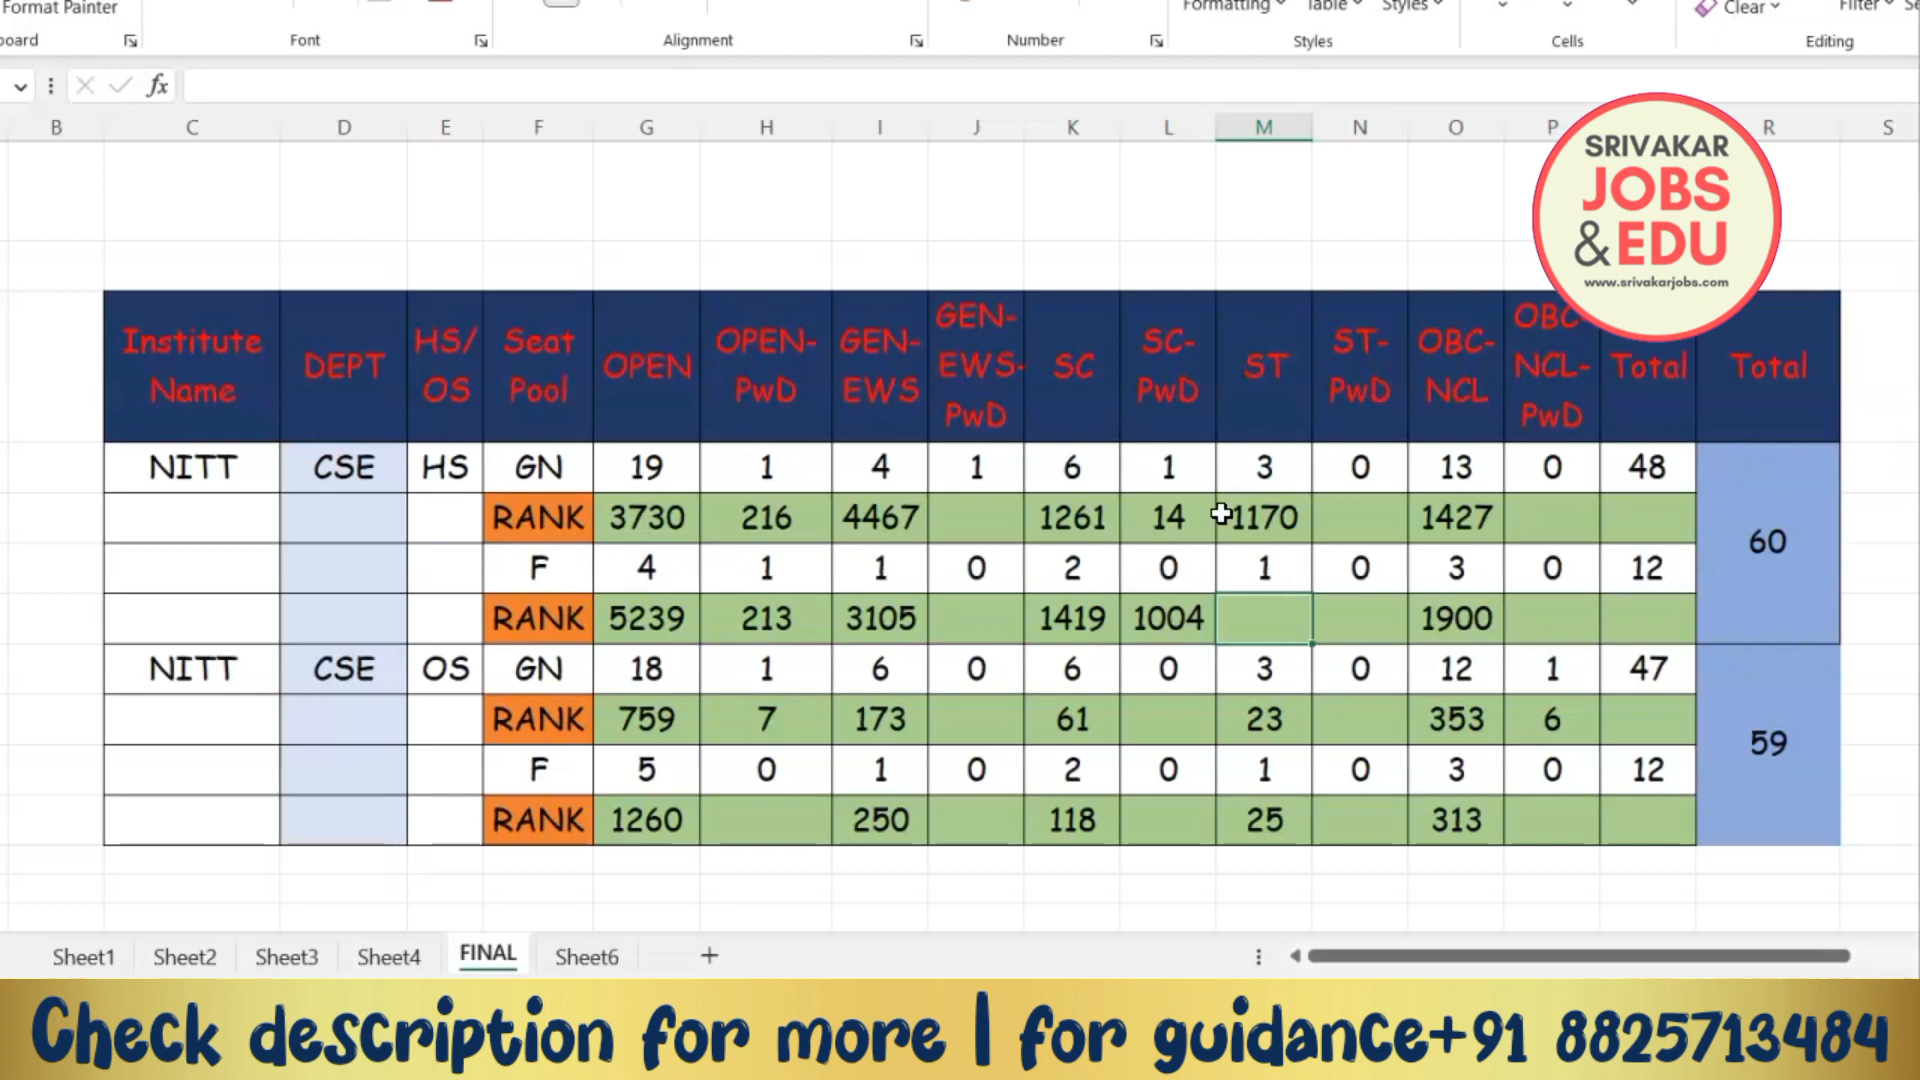 Format Painter
Formatting Table Styles Clear Filter
board Font Alignment Number Styles Cells Editing
fx
B C D E F G H I J K L M N O P R S
SRIVAKAR
JOBS
&EDU
www.srivakarjobs.com
Institute Name DEPT HS/OS Seat Pool OPEN OPEN-PwD GEN-EWS GEN-EWS-PwD SC SC-PwD ST ST-PwD OBC-NCL OBC-NCL-PwD Total Total
NITT CSE HS GN 19 1 4 1 6 1 3 0 13 0 48 60
RANK 3730 216 4467 1261 14 1170 1427
F 4 1 1 0 2 0 1 0 3 0 12
RANK 5239 213 3105 1419 1004 1900
NITT CSE OS GN 18 1 6 0 6 0 3 0 12 1 47 59
RANK 759 7 173 61 23 353 6
F 5 0 1 0 2 0 1 0 3 0 12
RANK 1260 250 118 25 313
Sheet1 Sheet2 Sheet3 Sheet4 FINAL Sheet6 +
Check description for more | for guidance+91 8825713484